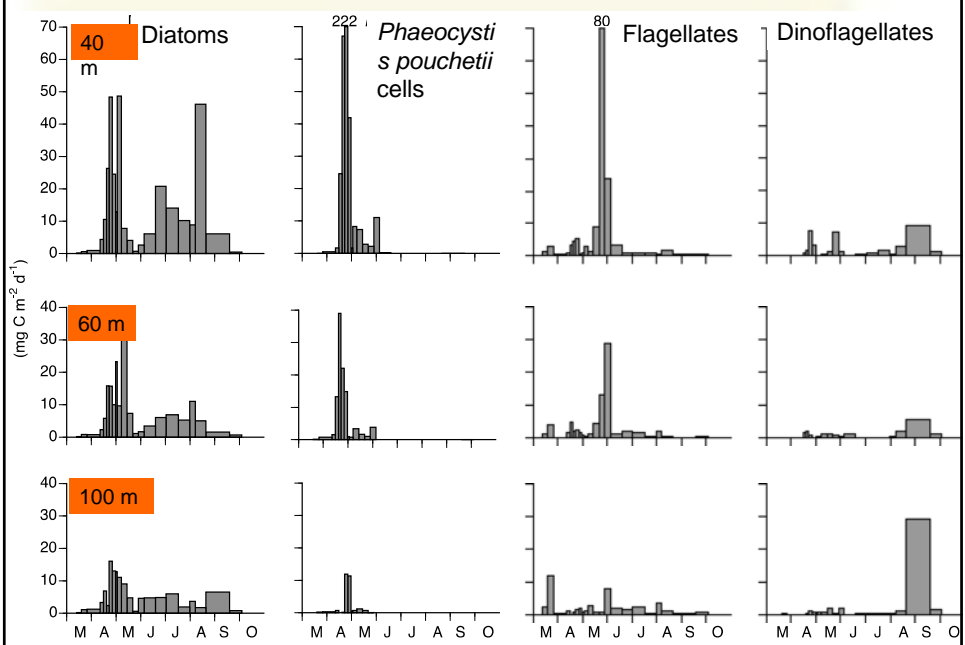 222
80
70
60
50
40
30
20
10
0
40
m
Diatoms
Phaeocysti
s pouchetii
cells
Flagellates
Dinoflagellates
(mg C m-2 d-1)
40
30
20
10
0
60 m
40
30
20
10
0
100 m
M A M J J A S O
M A M J J A S O
M A M J J A S O
M A M J J A S O